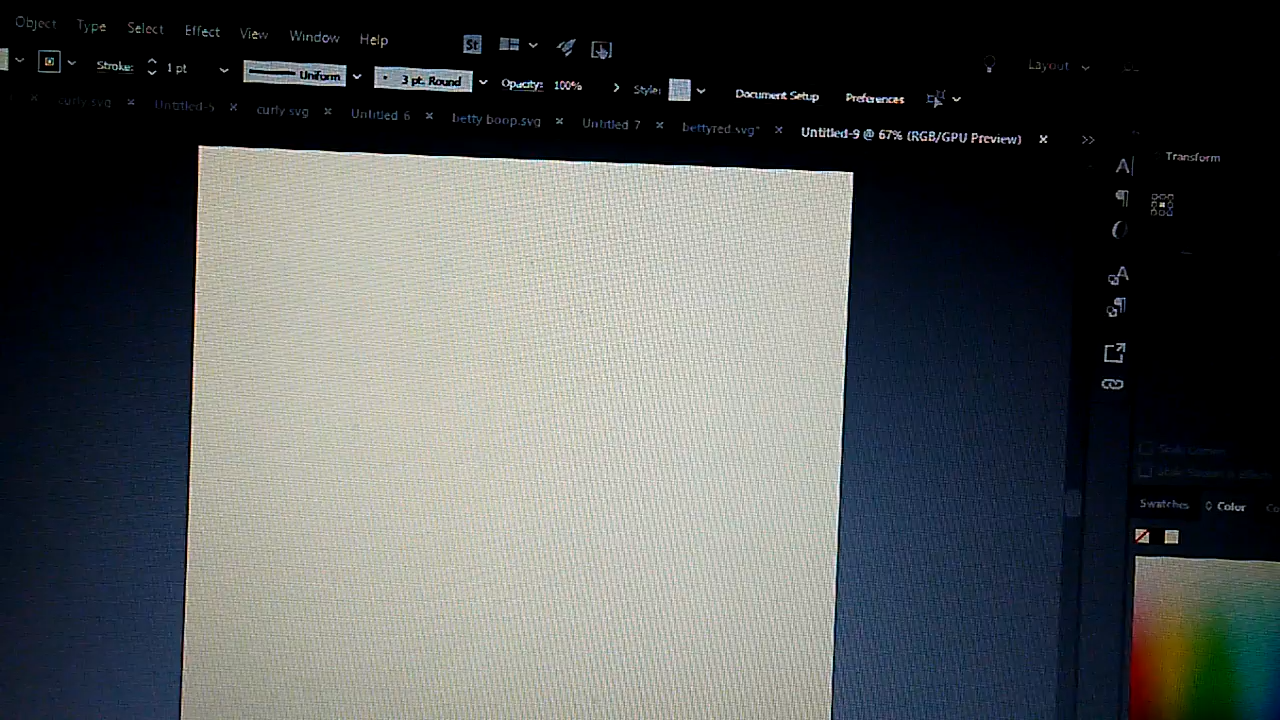 Object Type Select Effect View Window Help St Layout
Stroke: 1 pt Uniform 3 pt. Round Opacity: 100% Style: Document Setup Preferences
curly svg Untitled-5 curly svg Untitled 6 betty boop.svg Untitled 7 bettyred svg* Untitled-9 @ 67% (RGB/GPU Preview)
Transform
Swatches Color